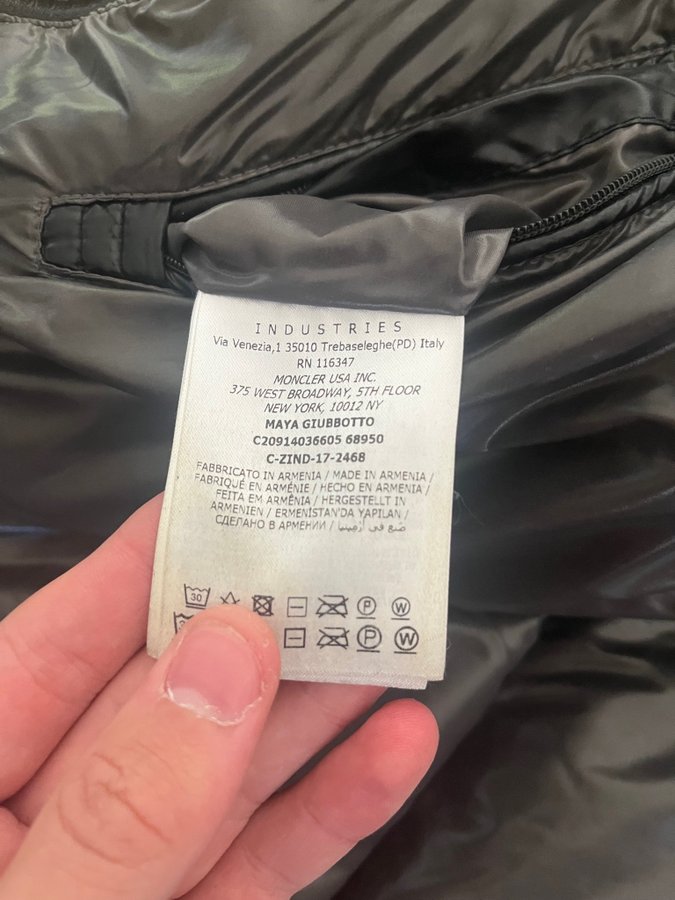 INDUSTRIES
Via Venezia,1 35010 Trebaseleghe(PD) Italy
RN 116347
MONCLER USA INC.
375 WEST BROADWAY, 5TH FLOOR
NEW YORK, 10012 NY
MAYA GIUBBOTTO
C20914036605 68950
C-ZIND-17-2468
FABBRICATO IN ARMENIA / MADE IN ARMENIA /
FABRIQUÉ EN ARMÉNIE / HECHO EN ARMENIA /
FEITA EM ARMÊNIA / HERGESTELLT IN
ARMENIEN / ERMENİSTAN'DA YAPILAN /
СДЕЛАНО В АРМЕНИИ / صنع في أرمينيا
30 P W
P W